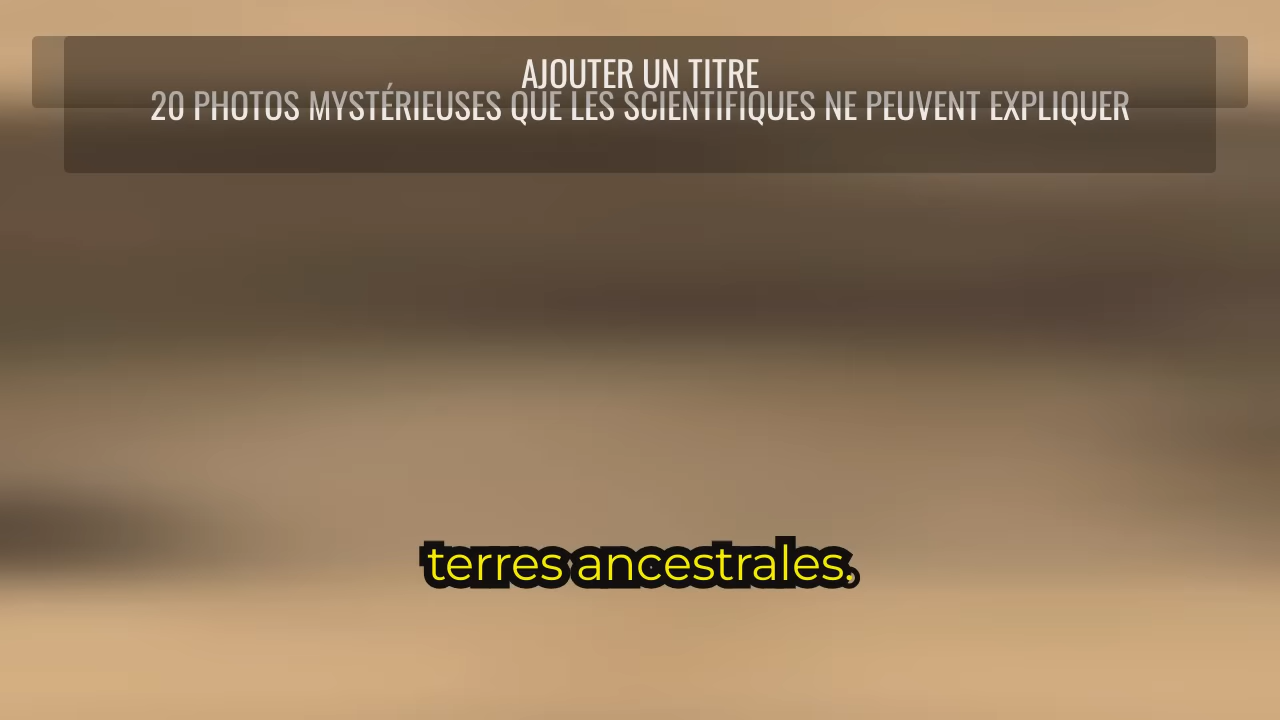 AJOUTER UN TITRE
20 PHOTOS MYSTÉRIEUSES QUE LES SCIENTIFIQUES NE PEUVENT EXPLIQUER
terres ancestrales.